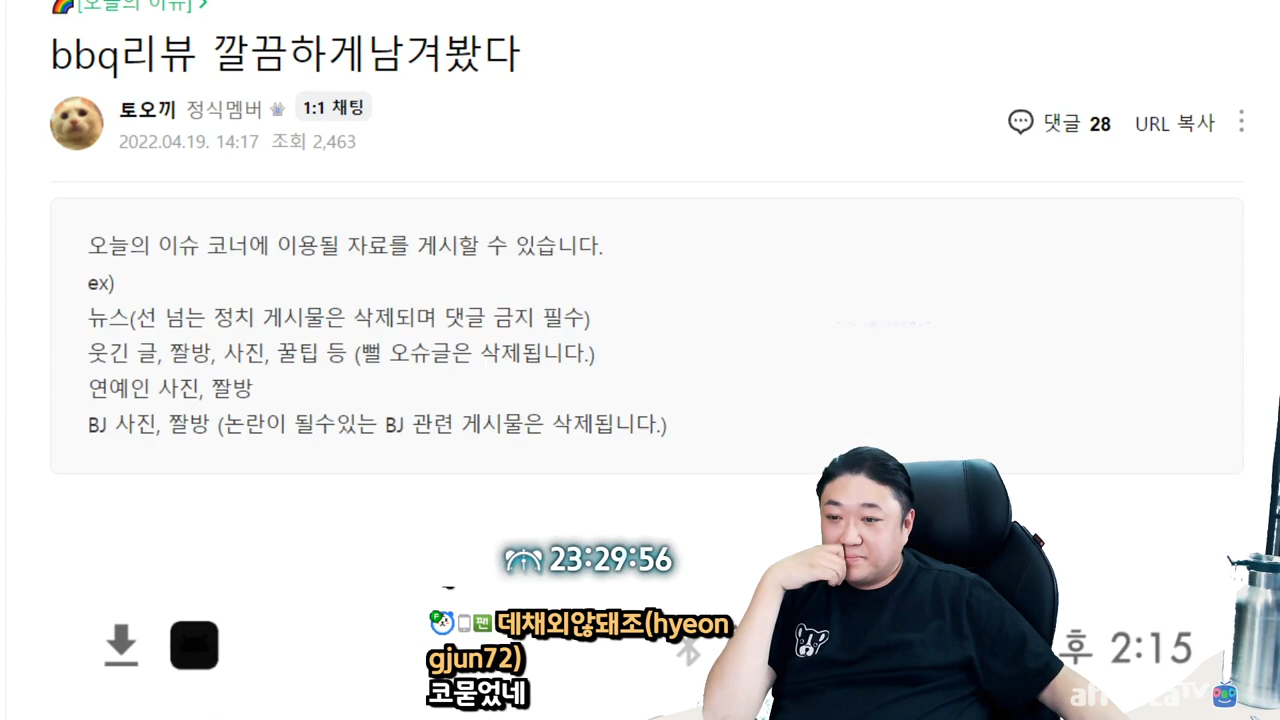 [오늘의 이슈] >
bbq리뷰 깔끔하게남겨봤다
토오끼 정식멤버 1:1 채팅
2022.04.19. 14:17 조회 2,463
댓글 28 URL 복사
오늘의 이슈 코너에 이용될 자료를 게시할 수 있습니다.
ex)
뉴스(선 넘는 정치 게시물은 삭제되며 댓글 금지 필수)
웃긴 글, 짤방, 사진, 꿀팁 등 (뻘 오슈글은 삭제됩니다.)
연예인 사진, 짤방
BJ 사진, 짤방 (논란이 될수있는 BJ 관련 게시물은 삭제됩니다.)
23:29:56
팬 데채외않돼조(hyeon
gjun72)
코묻었네
후 2:15